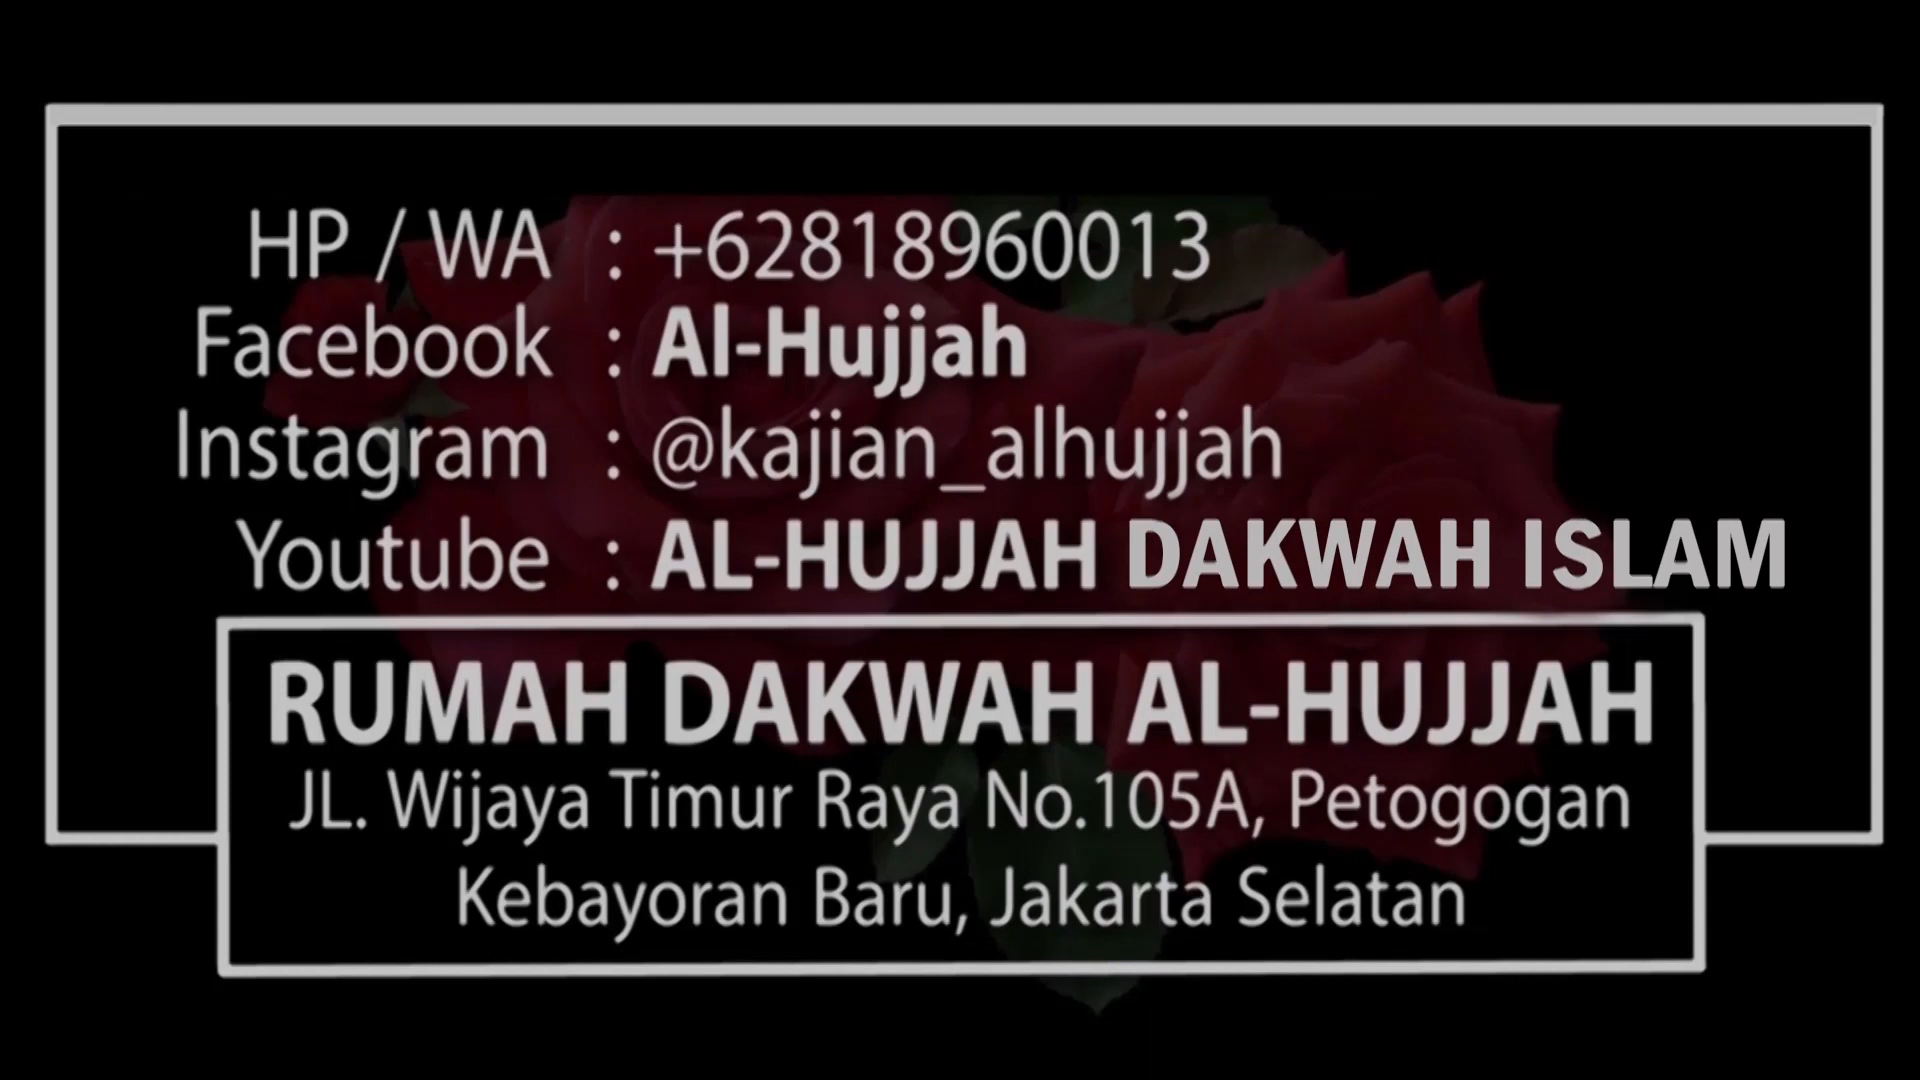 HP / WA : +62818960013
Facebook : Al-Hujjah
Instagram : @kajian_alhujjah
Youtube : AL-HUJJAH DAKWAH ISLAM
RUMAH DAKWAH AL-HUJJAH
JL. Wijaya Timur Raya No.105A, Petogogan
Kebayoran Baru, Jakarta Selatan